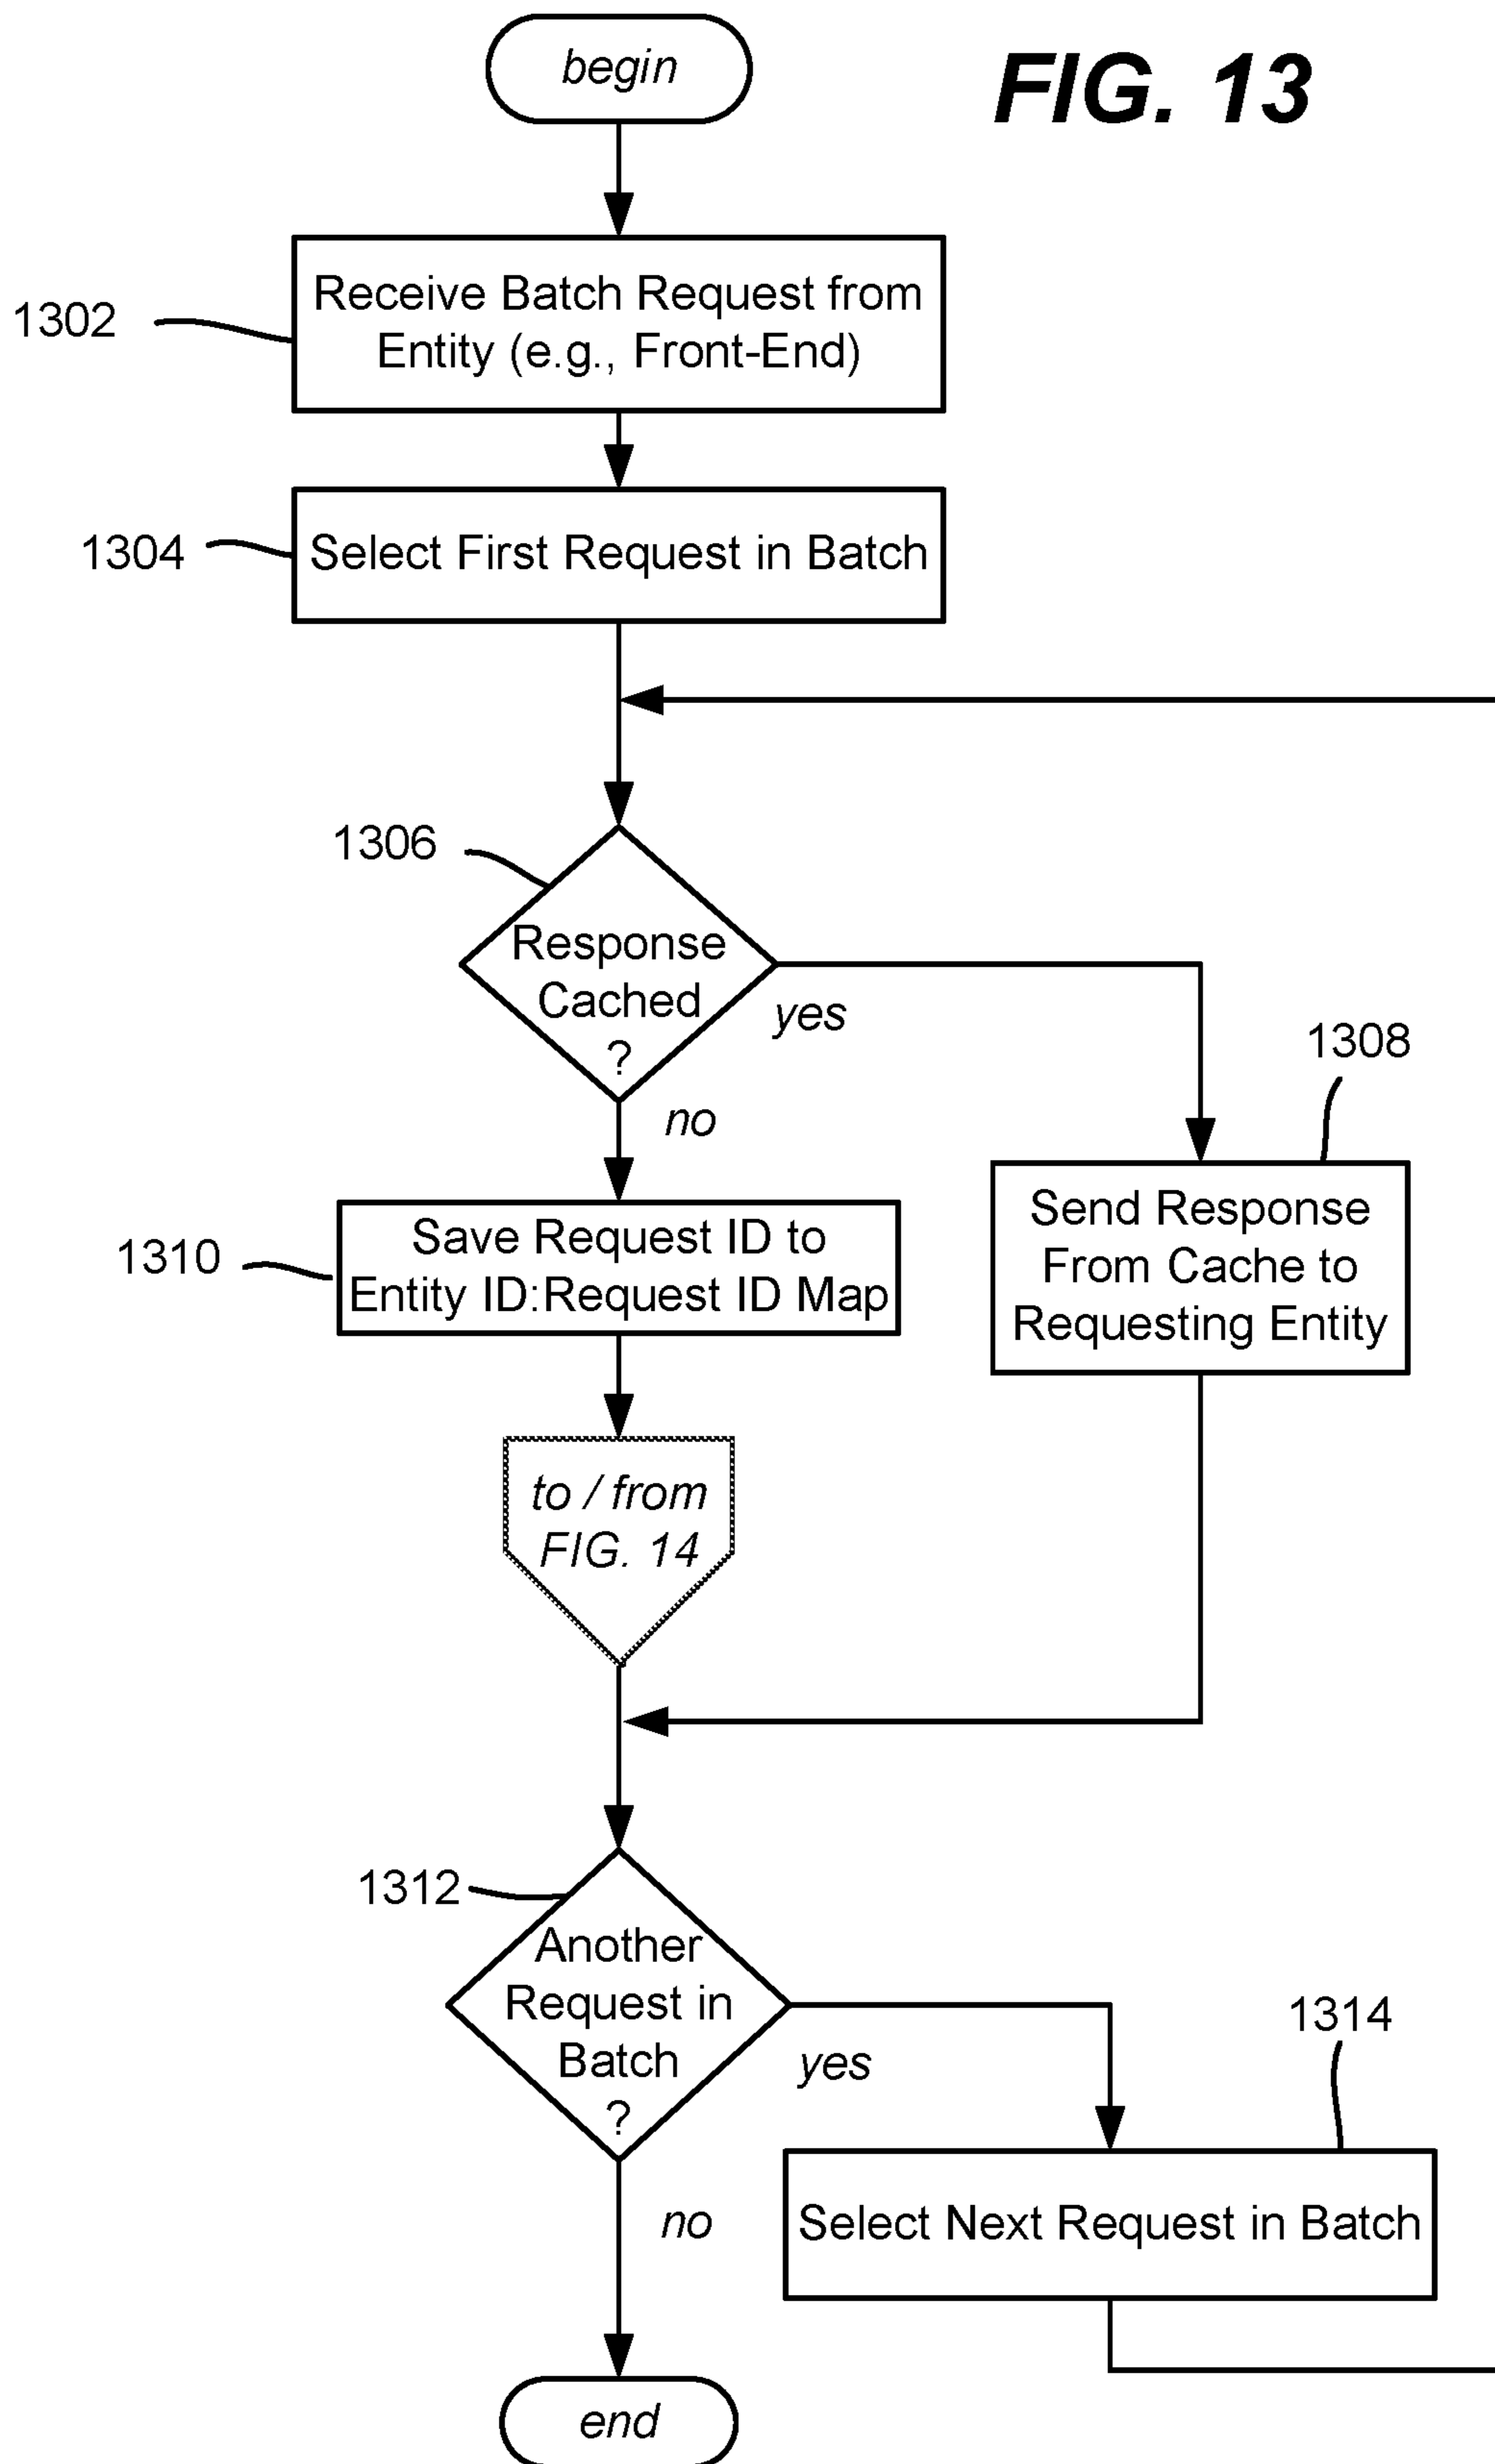 begin
FIG. 13
1302
Receive Batch Request from
Entity (e.g., Front-End)
1304
Select First Request in Batch
1306
Response
Cached
?
yes
no
1308
Send Response
From Cache to
Requesting Entity
1310
Save Request ID to
Entity ID:Request ID Map
to / from
FIG. 14
1312
Another
Request in
Batch
?
yes
no
1314
Select Next Request in Batch
end